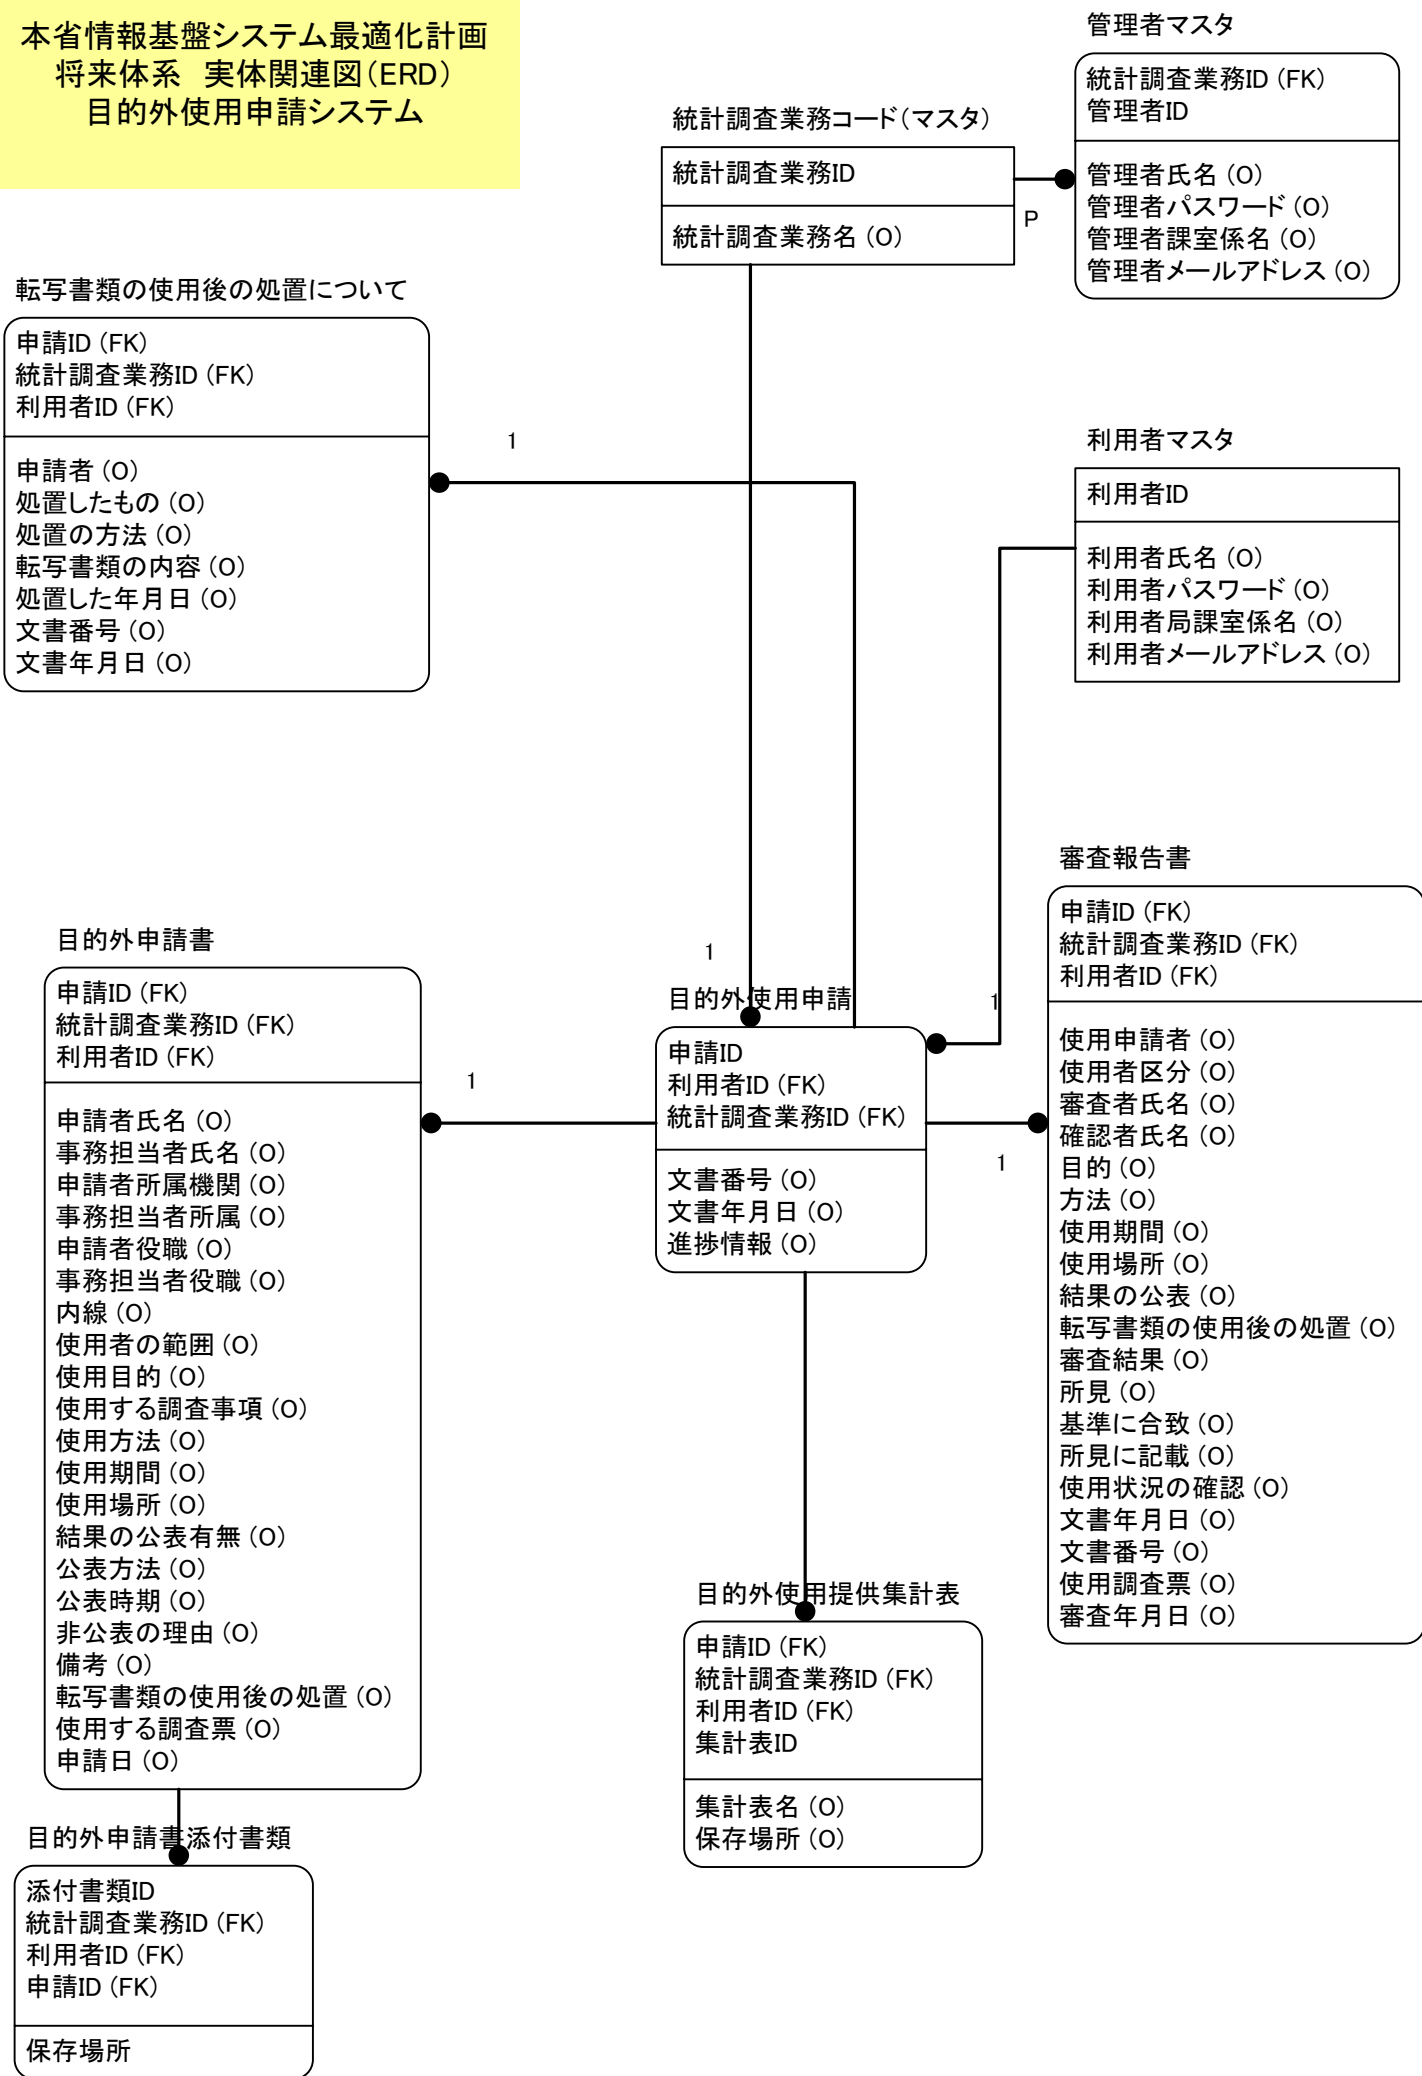 本省情報基盤システム最適化計画
将来体系　実体関連図(ERD)
目的外使用申請システム
管理者マスタ
統計調査業務ID (FK)
管理者ID
管理者氏名 (O)
管理者パスワード (O)
管理者課室係名 (O)
管理者メールアドレス (O)
統計調査業務コード(マスタ)
統計調査業務ID
統計調査業務名 (O)
P
転写書類の使用後の処置について
申請ID (FK)
統計調査業務ID (FK)
利用者ID (FK)
申請者 (O)
処置したもの (O)
処置の方法 (O)
転写書類の内容 (O)
処置した年月日 (O)
文書番号 (O)
文書年月日 (O)
1
利用者マスタ
利用者ID
利用者氏名 (O)
利用者パスワード (O)
利用者局課室係名 (O)
利用者メールアドレス (O)
審査報告書
申請ID (FK)
統計調査業務ID (FK)
利用者ID (FK)
使用申請者 (O)
使用者区分 (O)
審査者氏名 (O)
確認者氏名 (O)
目的 (O)
方法 (O)
使用期間 (O)
使用場所 (O)
結果の公表 (O)
転写書類の使用後の処置 (O)
審査結果 (O)
所見 (O)
基準に合致 (O)
所見に記載 (O)
使用状況の確認 (O)
文書年月日 (O)
文書番号 (O)
使用調査票 (O)
審査年月日 (O)
目的外申請書
申請ID (FK)
統計調査業務ID (FK)
利用者ID (FK)
申請者氏名 (O)
事務担当者氏名 (O)
申請者所属機関 (O)
事務担当者所属 (O)
申請者役職 (O)
事務担当者役職 (O)
内線 (O)
使用者の範囲 (O)
使用目的 (O)
使用する調査事項 (O)
使用方法 (O)
使用期間 (O)
使用場所 (O)
結果の公表有無 (O)
公表方法 (O)
公表時期 (O)
非公表の理由 (O)
備考 (O)
転写書類の使用後の処置 (O)
使用する調査票 (O)
申請日 (O)
1
1
目的外使用申請
1
申請ID
利用者ID (FK)
統計調査業務ID (FK)
文書番号 (O)
文書年月日 (O)
進捗情報 (O)
1
目的外使用提供集計表
申請ID (FK)
統計調査業務ID (FK)
利用者ID (FK)
集計表ID
集計表名 (O)
保存場所 (O)
目的外申請書添付書類
添付書類ID
統計調査業務ID (FK)
利用者ID (FK)
申請ID (FK)
保存場所